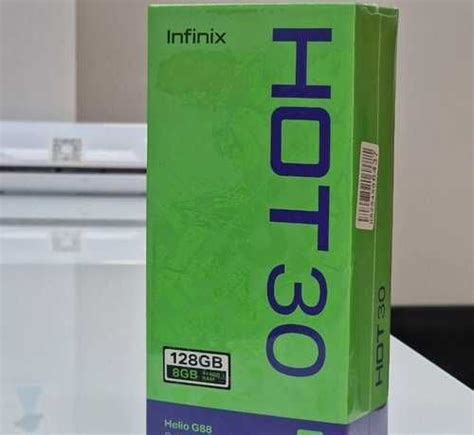 Infinix
HOT 30
128GB
8GB
Helio G88
HOT 30